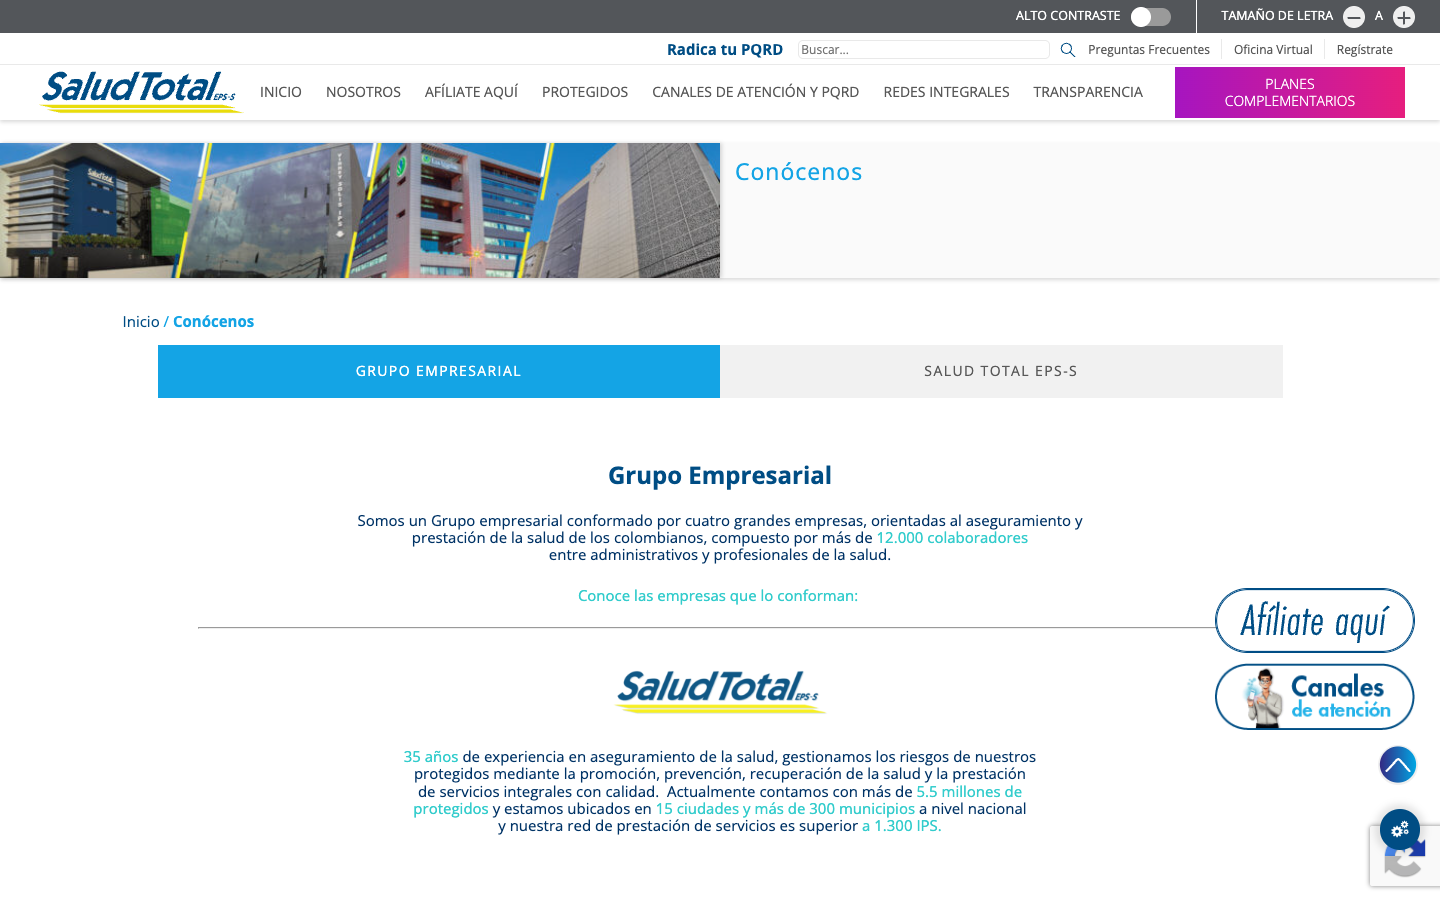 ALTO CONTRASTE
TAMAÑO DE LETRA
A
Radica tu PQRD
Buscar...
Preguntas Frecuentes
Oficina Virtual
Regístrate
Salud Total EPS-S
INICIO
NOSOTROS
AFÍLIATE AQUÍ
PROTEGIDOS
CANALES DE ATENCIÓN Y PQRD
REDES INTEGRALES
TRANSPARENCIA
PLANES
COMPLEMENTARIOS
SaludTotal
VIRREY SOLIS IPS
Conócenos
Inicio / Conócenos
GRUPO EMPRESARIAL
SALUD TOTAL EPS-S
Grupo Empresarial
Somos un Grupo empresarial conformado por cuatro grandes empresas, orientadas al aseguramiento y
prestación de la salud de los colombianos, compuesto por más de 12.000 colaboradores
entre administrativos y profesionales de la salud.
Conoce las empresas que lo conforman:
Afíliate aquí
Salud Total EPS-S
Canales
de atención
35 años de experiencia en aseguramiento de la salud, gestionamos los riesgos de nuestros
protegidos mediante la promoción, prevención, recuperación de la salud y la prestación
de servicios integrales con calidad. Actualmente contamos con más de 5.5 millones de
protegidos y estamos ubicados en 15 ciudades y más de 300 municipios a nivel nacional
y nuestra red de prestación de servicios es superior a 1.300 IPS.